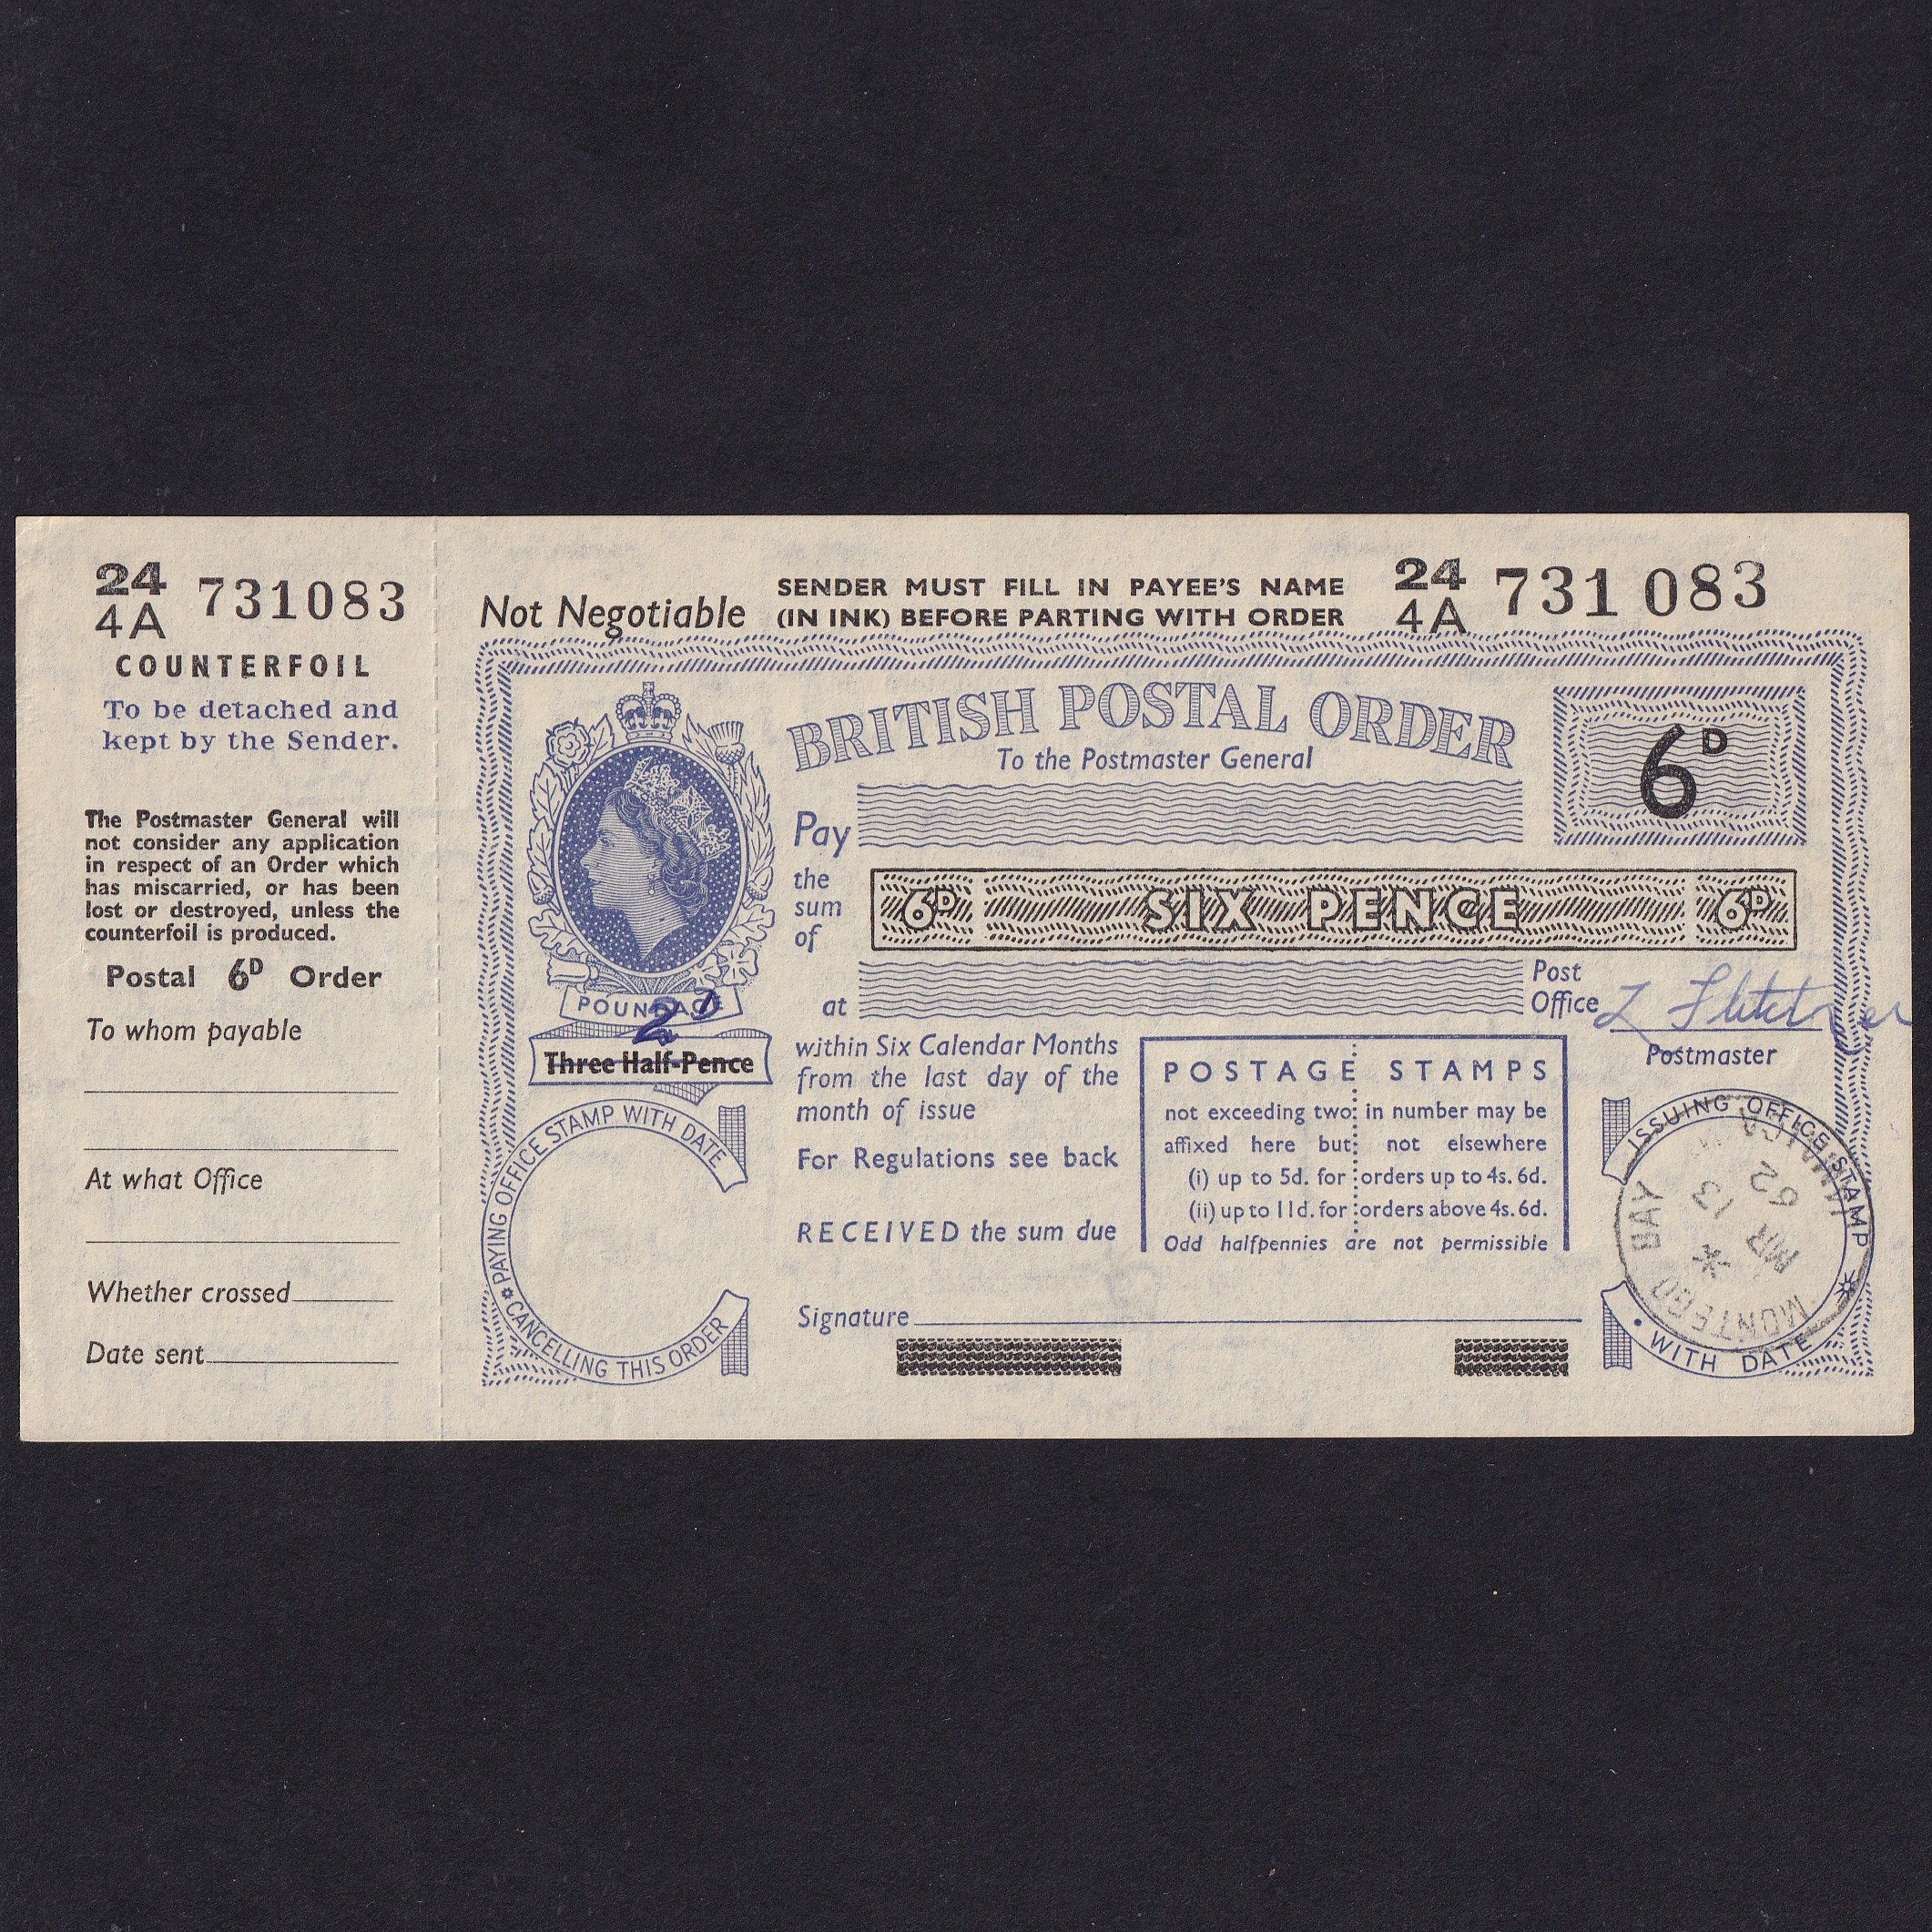 24
4A 731083
COUNTERFOIL
To be detached and
kept by the Sender.
The Postmaster General will
not consider any application
in respect of an Order which
has miscarried, or has been
lost or destroyed, unless the
counterfoil is produced.
Postal 6D Order
To whom payable
At what Office
Whether crossed
Date sent
Not Negotiable
SENDER MUST FILL IN PAYEE'S NAME
(IN INK) BEFORE PARTING WITH ORDER
24
4A 731 083
BRITISH POSTAL ORDER
To the Postmaster General
6D
Pay
the
sum
of
6D SIX PENCE 6D
at
Post
Office
L Fletcher
Postmaster
POUNDAGE
2D
Three Half-Pence
within Six Calendar Months
from the last day of the
month of issue
For Regulations see back
RECEIVED the sum due
POSTAGE STAMPS
not exceeding two in number may be
affixed here but not elsewhere
(i) up to 5d. for orders up to 4s. 6d.
(ii) up to 11d. for orders above 4s. 6d.
Odd halfpennies are not permissible
Signature
PAYING OFFICE STAMP WITH DATE
CANCELLING THIS ORDER
ISSUING OFFICE STAMP
WITH DATE
MONTEGO BAY
JAMAICA
MR 13
62